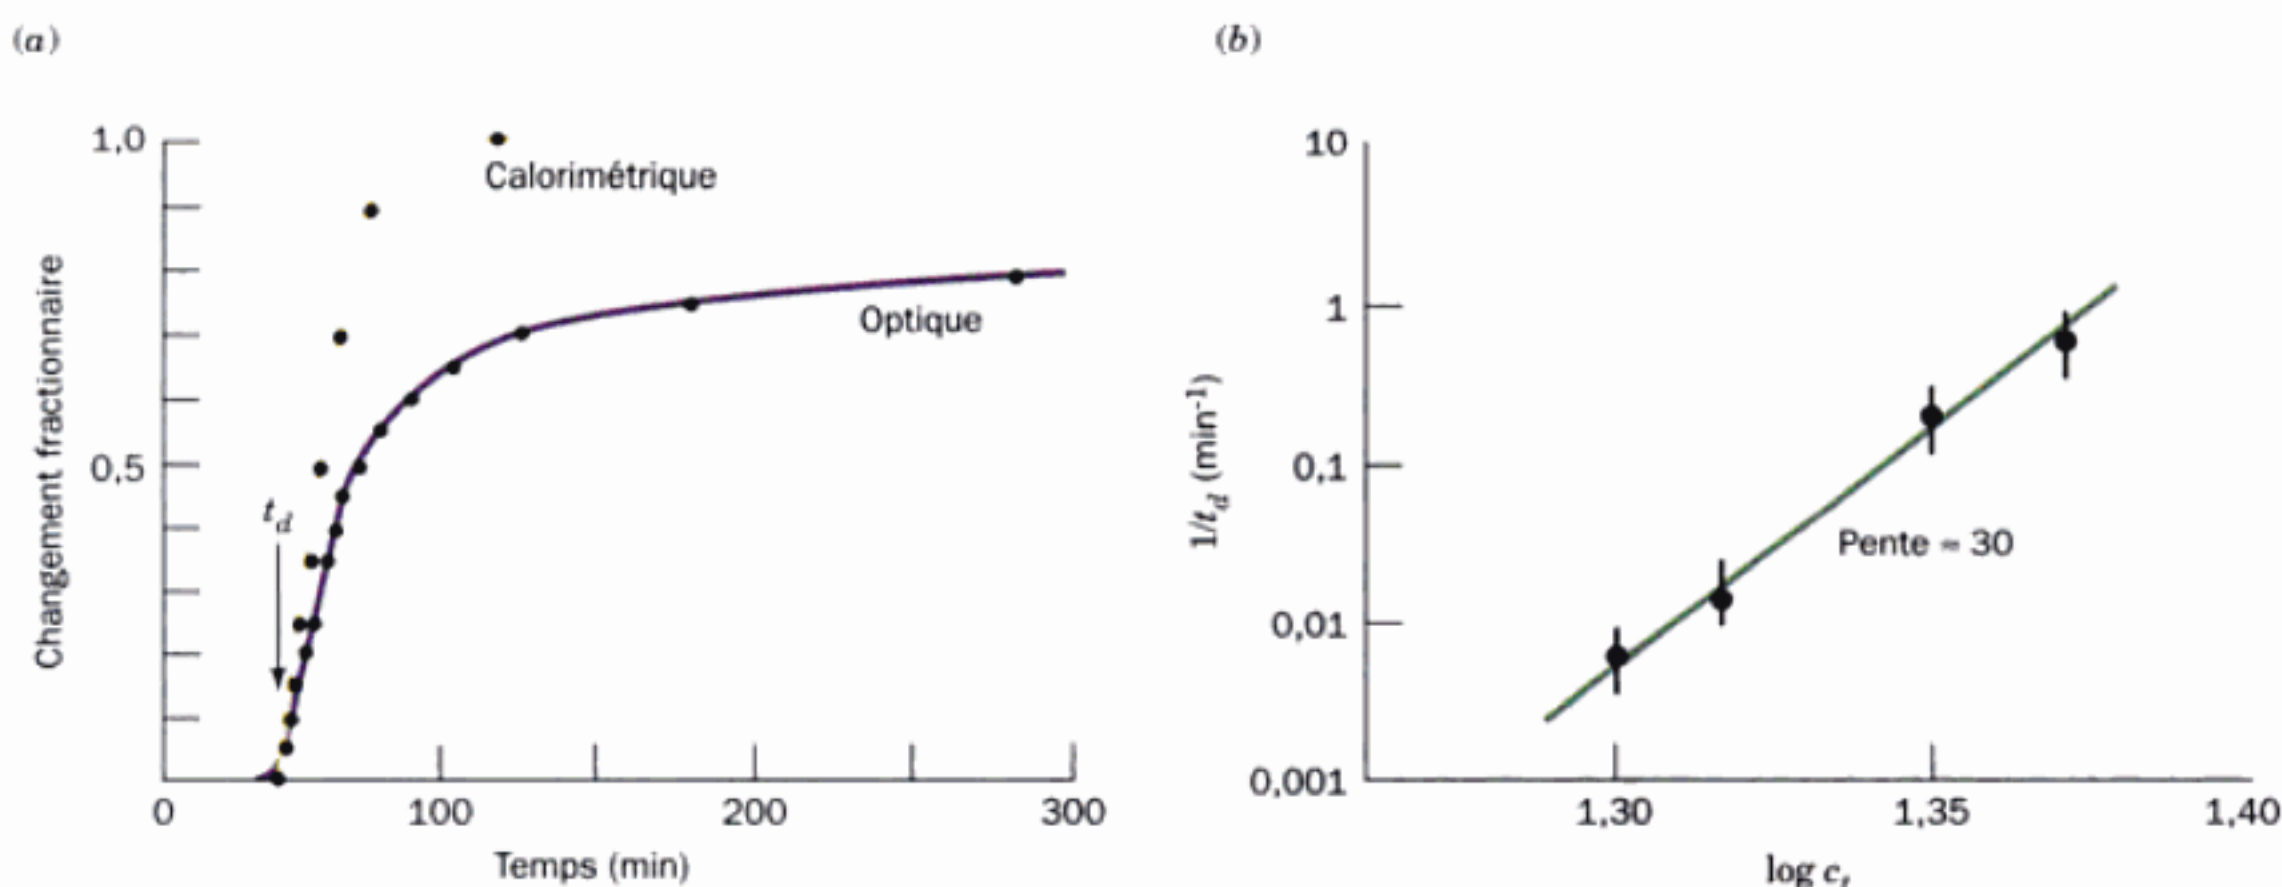 (a)
Changement fractionnaire
1,0
0,5
t_d
Calorimétrique
Optique
0
100
200
300
Temps (min)
(b)
1/t_d (min⁻¹)
10
1
0,1
0,01
0,001
Pente ≈ 30
1,30
1,35
1,40
log c_t